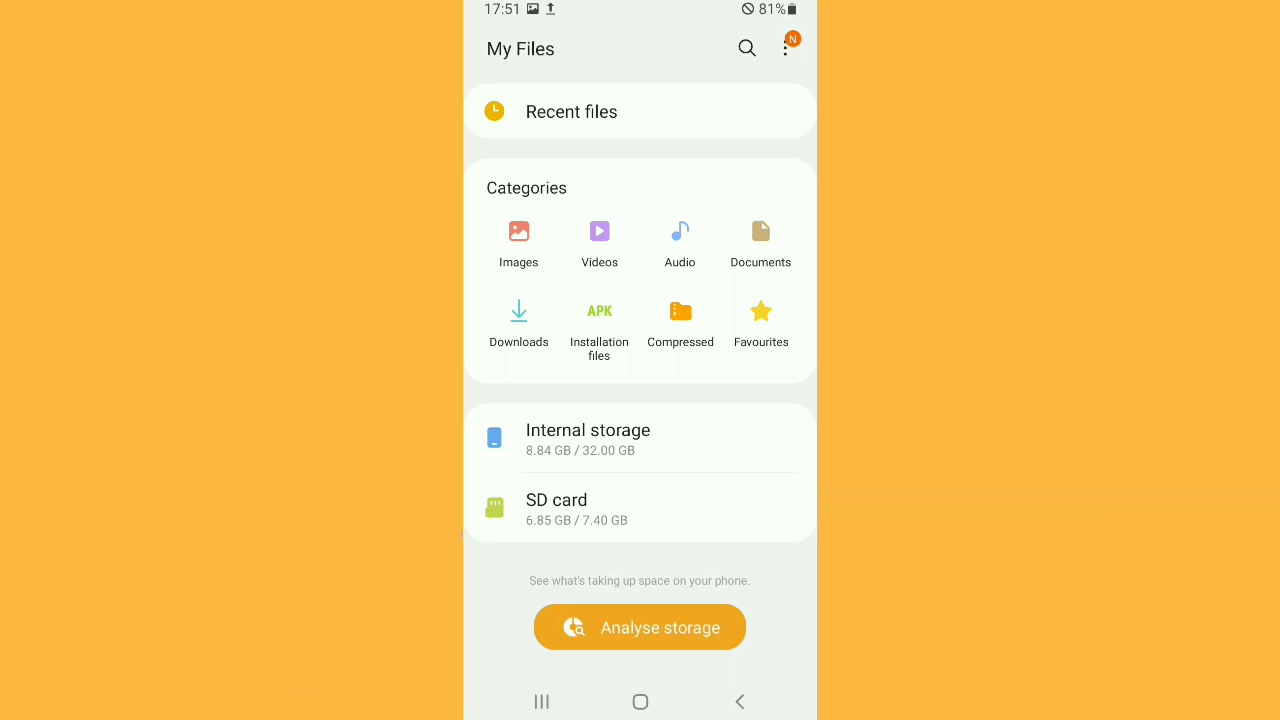 17:51
81%
My Files
N
Recent files
Categories
Images Videos Audio Documents
APK
Downloads Installation files Compressed Favourites
Internal storage
8.84 GB / 32.00 GB
SD card
6.85 GB / 7.40 GB
See what's taking up space on your phone.
Analyse storage